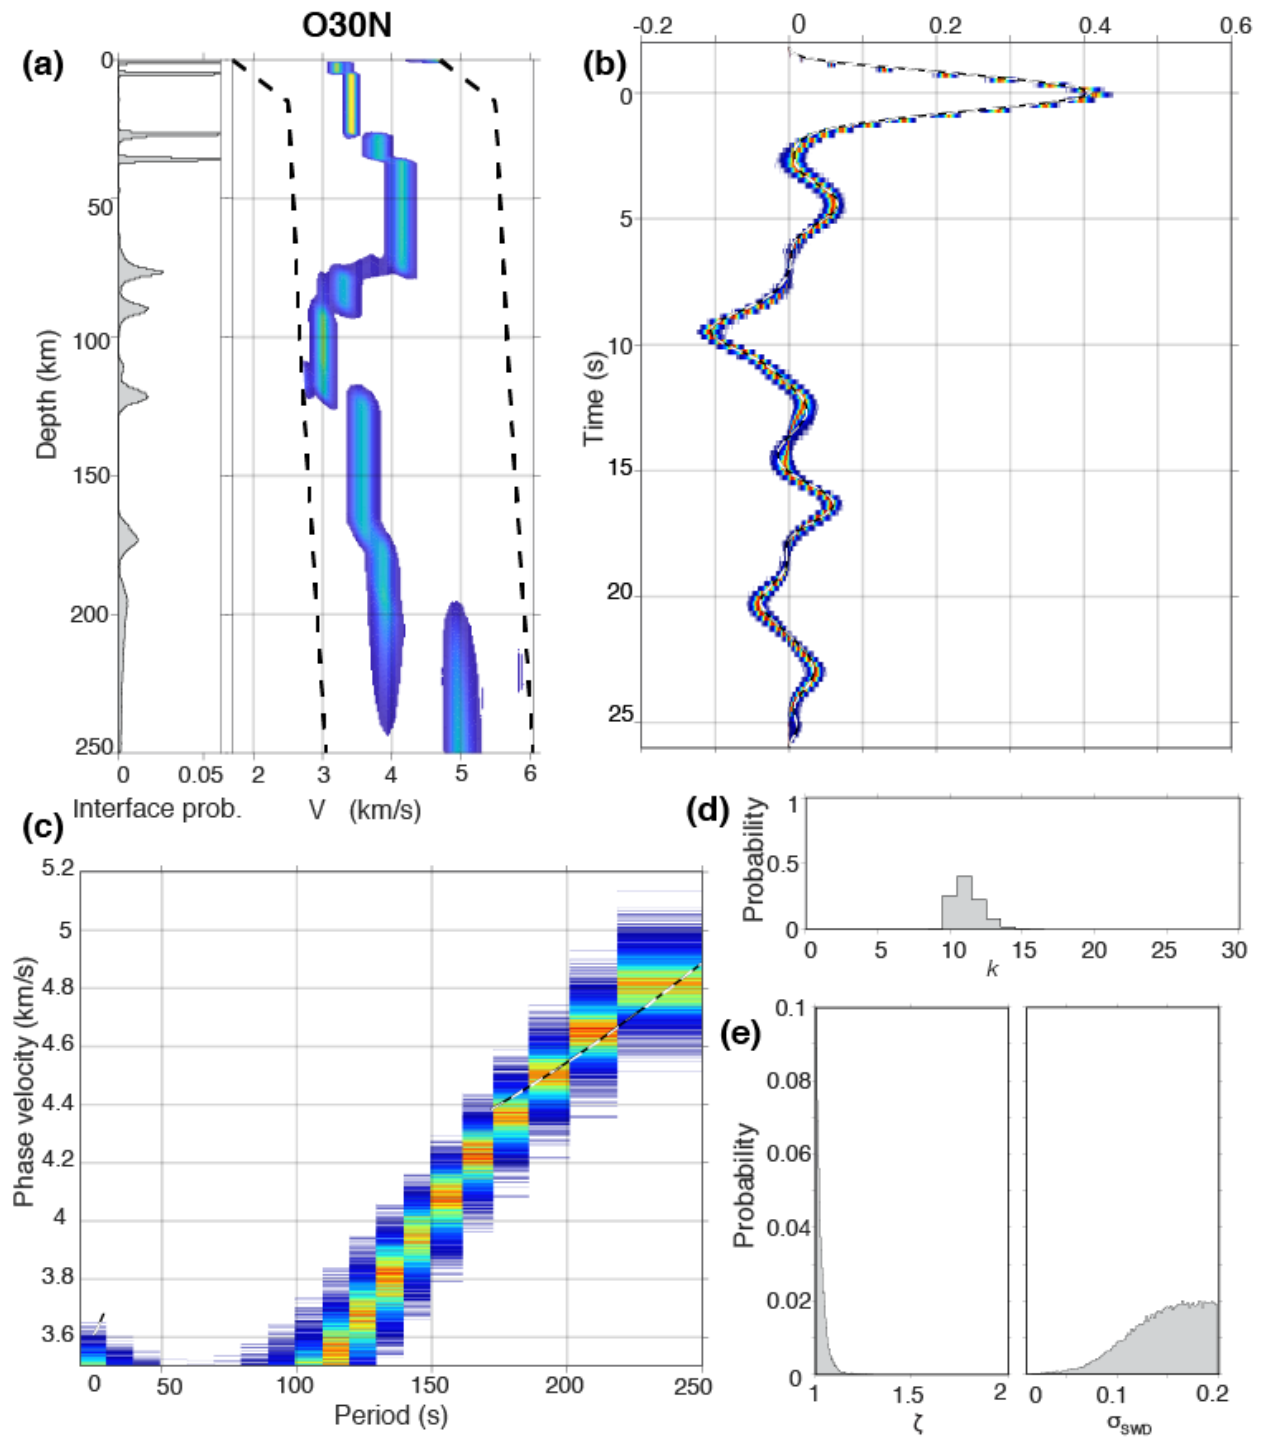 O30N
(a)
0
50
100
150
200
250
Depth (km)
0 0.05 2 3 4 5 6
Interface prob. V (km/s)
(b)
-0.2 0 0.2 0.4 0.6
0
5
10
15
20
25
Time (s)
(c)
5.2
5
4.8
4.6
4.4
4.2
4
3.8
3.6
Phase velocity (km/s)
0 50 100 150 200 250
Period (s)
(d)
1
0.5
0
Probability
0 5 10 15 20 25 30
k
(e)
0.1
0.08
0.06
0.04
0.02
0
Probability
1 1.5 2
ζ
0 0.1 0.2
σSWD